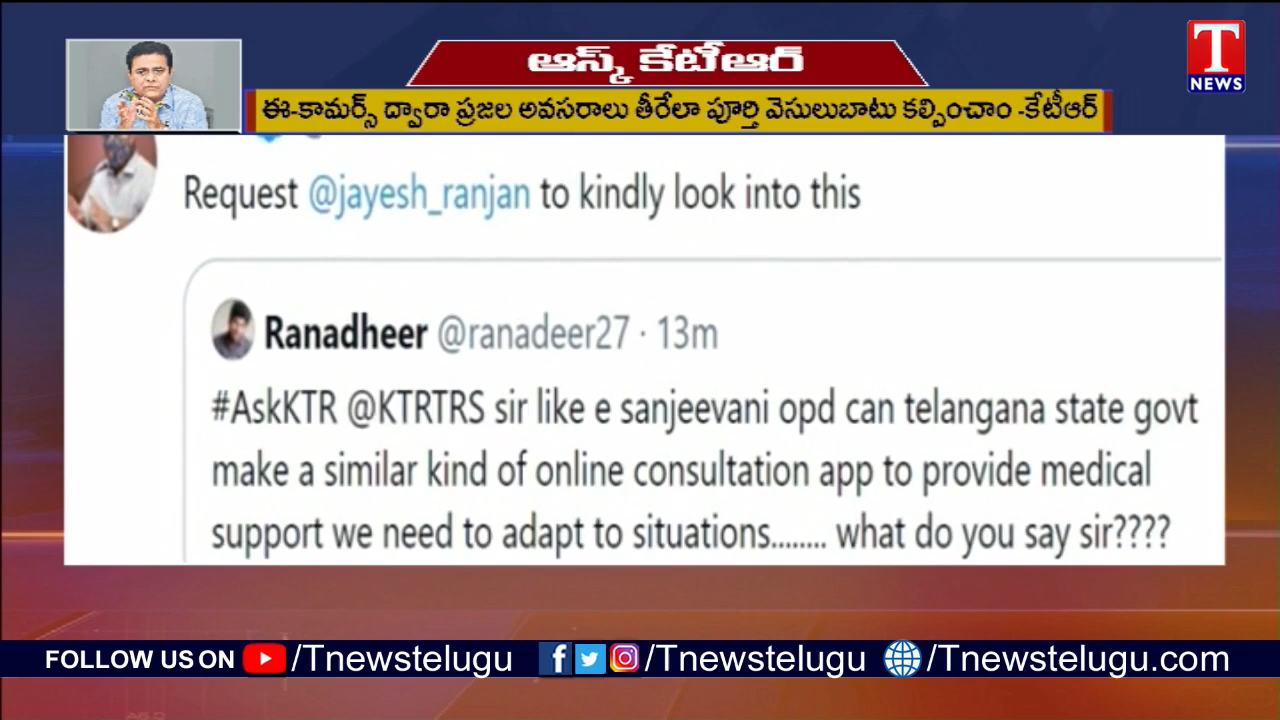 ఆస్క్ కేటీఆర్
T
NEWS
ఈ-కామర్స్ ద్వారా ప్రజల అవసరాలు తీరేలా పూర్తి వెసులుబాటు కల్పించాం -కేటీఆర్
Request @jayesh_ranjan to kindly look into this
Ranadheer @ranadeer27 · 13m
#AskKTR @KTRTRS sir like e sanjeevani opd can telangana state govt
make a similar kind of online consultation app to provide medical
support we need to adapt to situations........ what do you say sir????
FOLLOW US ON /Tnewstelugu /Tnewstelugu /Tnewstelugu.com